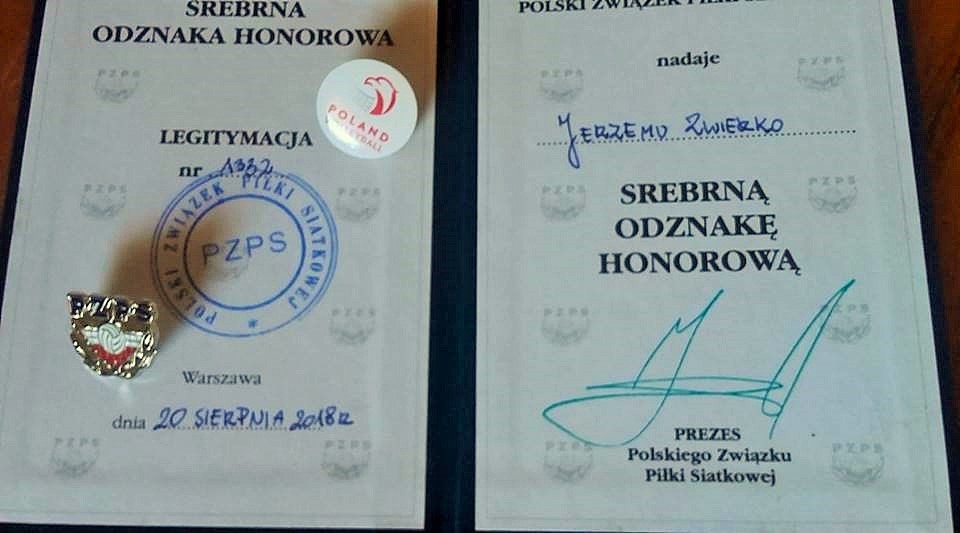 SREBRNA
ODZNAKA HONOROWA
POLAND
VOLLEYBALL
LEGITYMACJA
nr 1332
POLSKI ZWIĄZEK PIŁKI SIATKOWEJ
PZPS
PZPS
Warszawa
dnia 20 SIERPNIA 2018R
POLSKI ZWIĄZEK
nadaje
JERZEMU ZWIERKO
SREBRNĄ
ODZNAKĘ
HONOROWĄ
PREZES
Polskiego Związku
Piłki Siatkowej